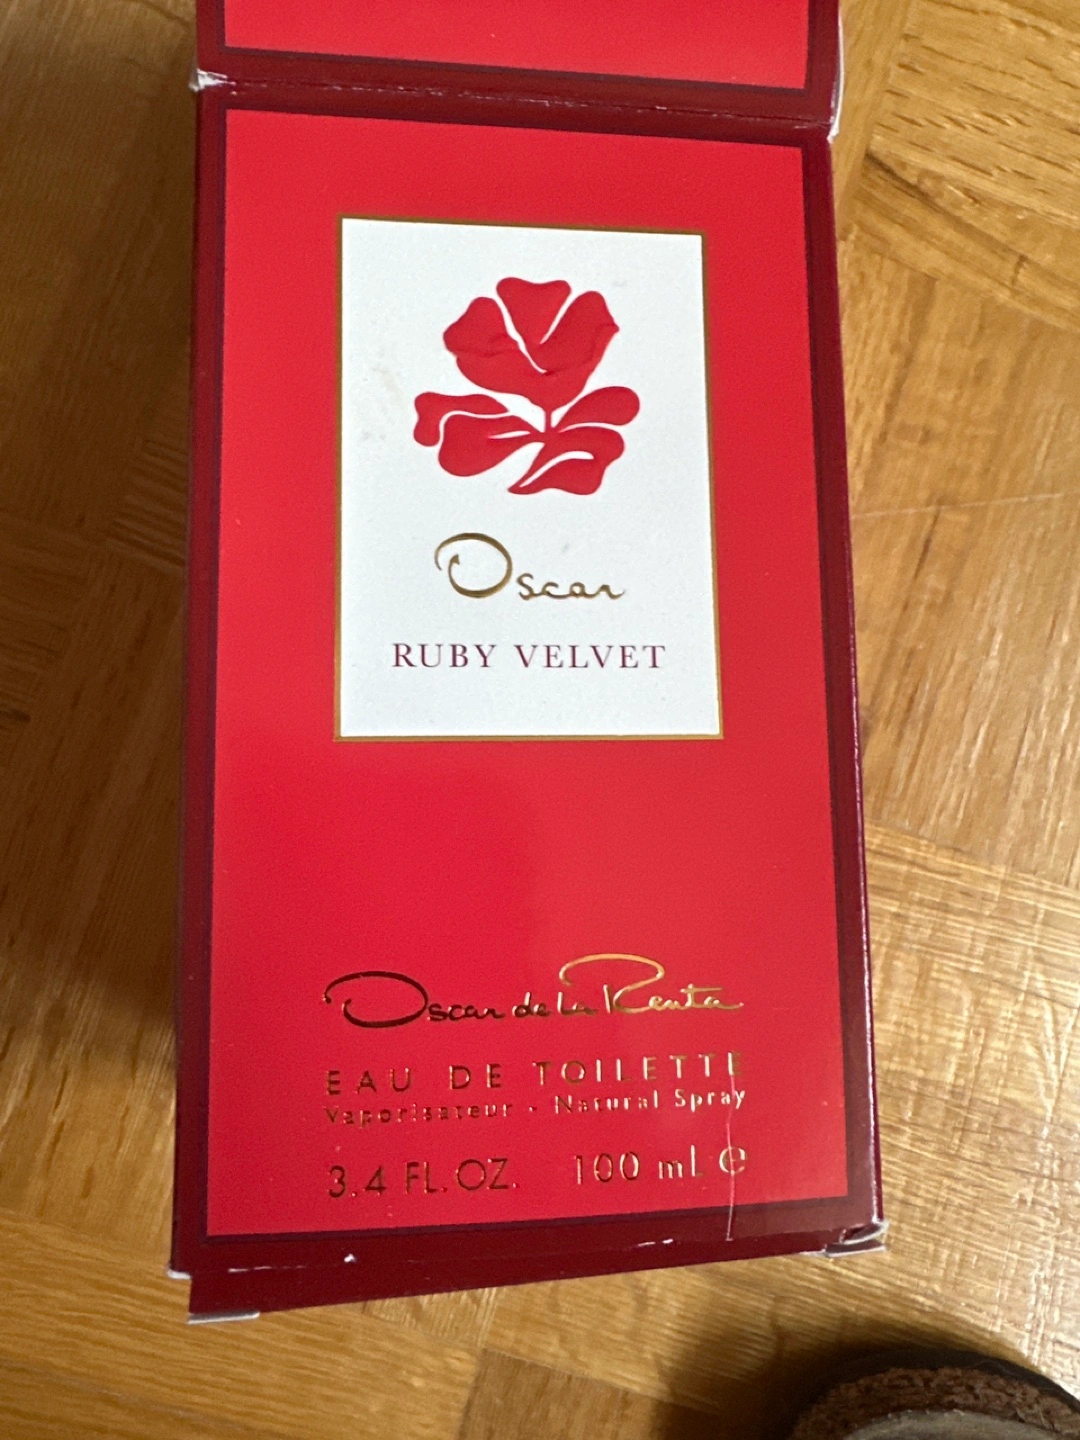 Oscar
RUBY VELVET
Oscar de la Renta
EAU DE TOILETTE
Vaporisateur - Natural Spray
3.4 FL. OZ. 100 mL ℮